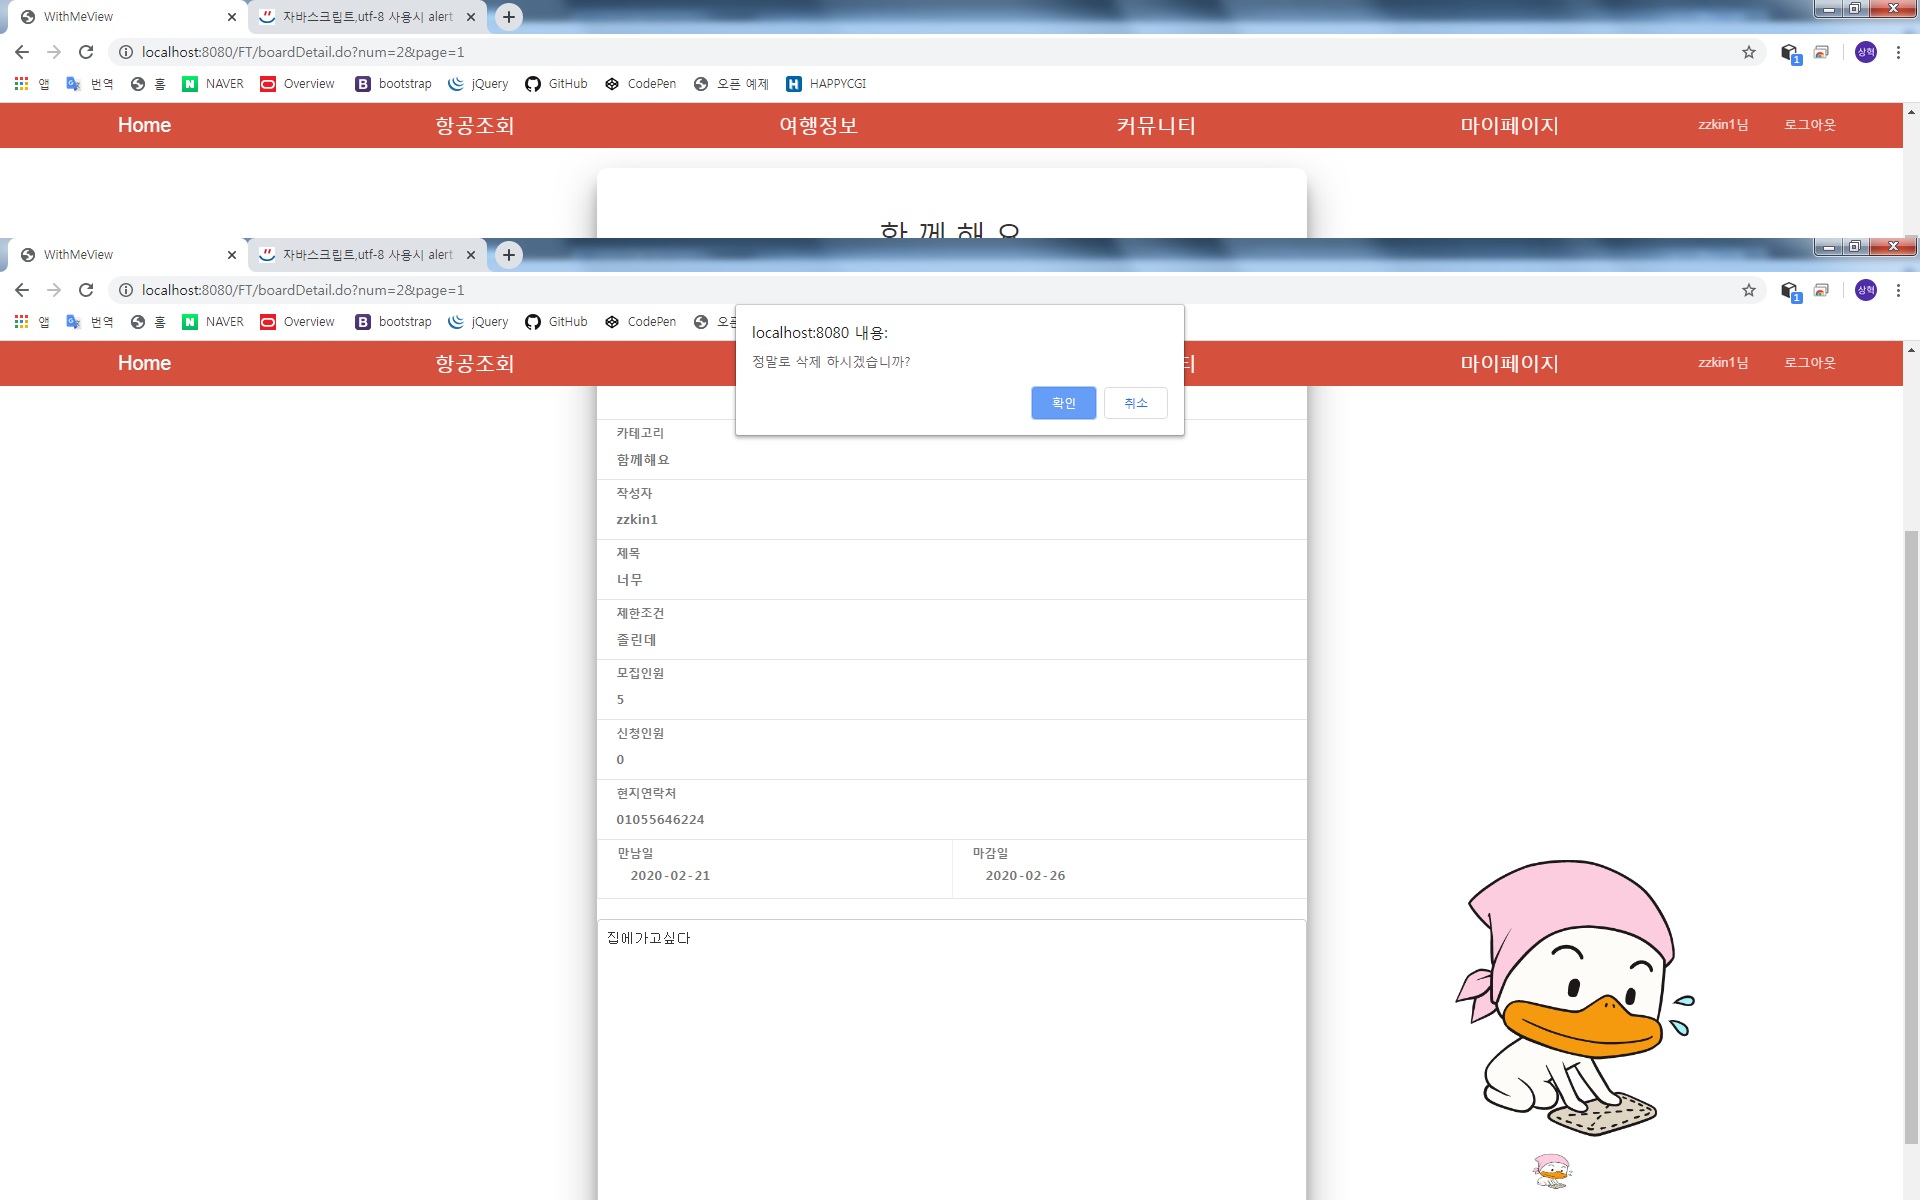 WithMeView
자바스크립트,utf-8 사용시 alert
localhost:8080/FT/boardDetail.do?num=2&page=1
상혁
앱 번역 홈 NAVER Overview bootstrap jQuery GitHub CodePen 오픈 예제 HAPPYCGI
Home 항공조회 여행정보 커뮤니티 마이페이지 zzkin1님 로그아웃
함께해요
WithMeView
자바스크립트,utf-8 사용시 alert
localhost:8080/FT/boardDetail.do?num=2&page=1
상혁
앱 번역 홈 NAVER Overview bootstrap jQuery GitHub CodePen
localhost:8080 내용:
정말로 삭제 하시겠습니까?
확인 취소
Home 항공조회 티 마이페이지 zzkin1님 로그아웃
카테고리
함께해요
작성자
zzkin1
제목
너무
제한조건
졸린데
모집인원
5
신청인원
0
현지연락처
01055646224
만남일 마감일
2020-02-21 2020-02-26
집에가고싶다